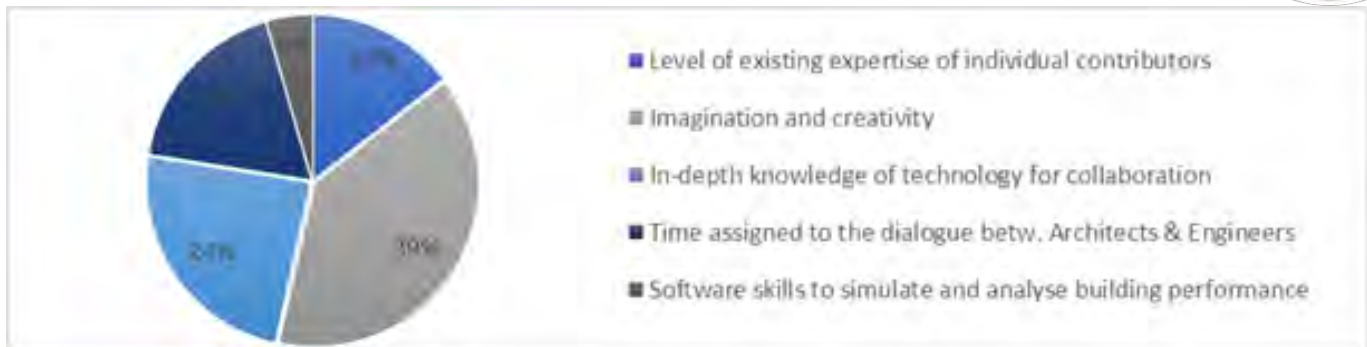 39%
Level of existing expertise of individual contributors
Imagination and creativity
In-depth knowledge of technology for collaboration
Time assigned to the dialogue betw. Architects & Engineers
Software skills to simulate and analyse building performance